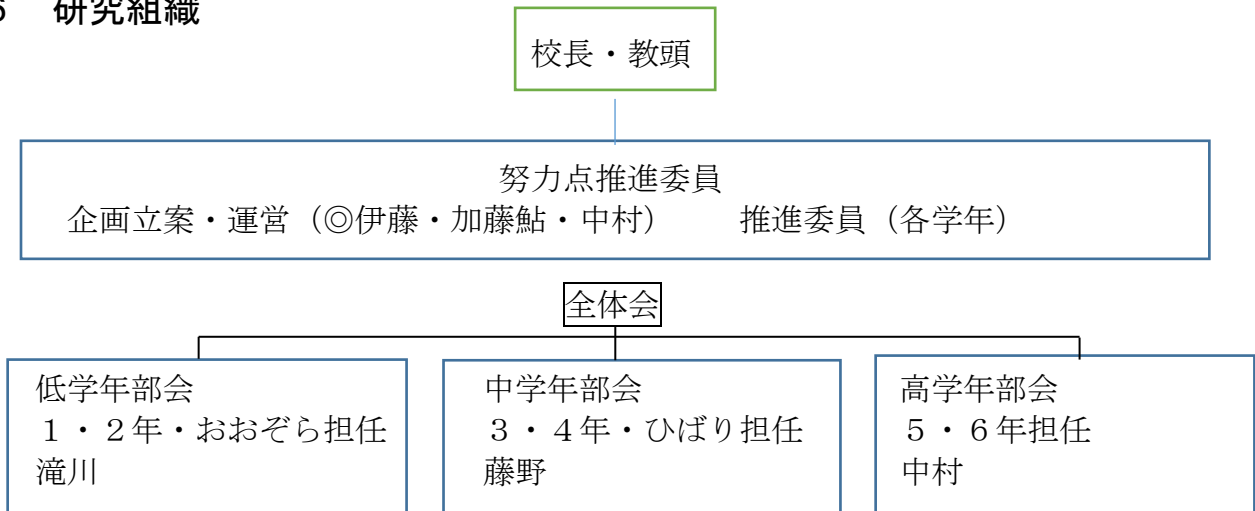 研究組織
校長・教頭
努力点推進委員
企画立案・運営（◎伊藤・加藤鮎・中村）　　推進委員（各学年）
全体会
低学年部会
１・２年・おおぞら担任
滝川
中学年部会
３・４年・ひばり担任
藤野
高学年部会
５・６年担任
中村